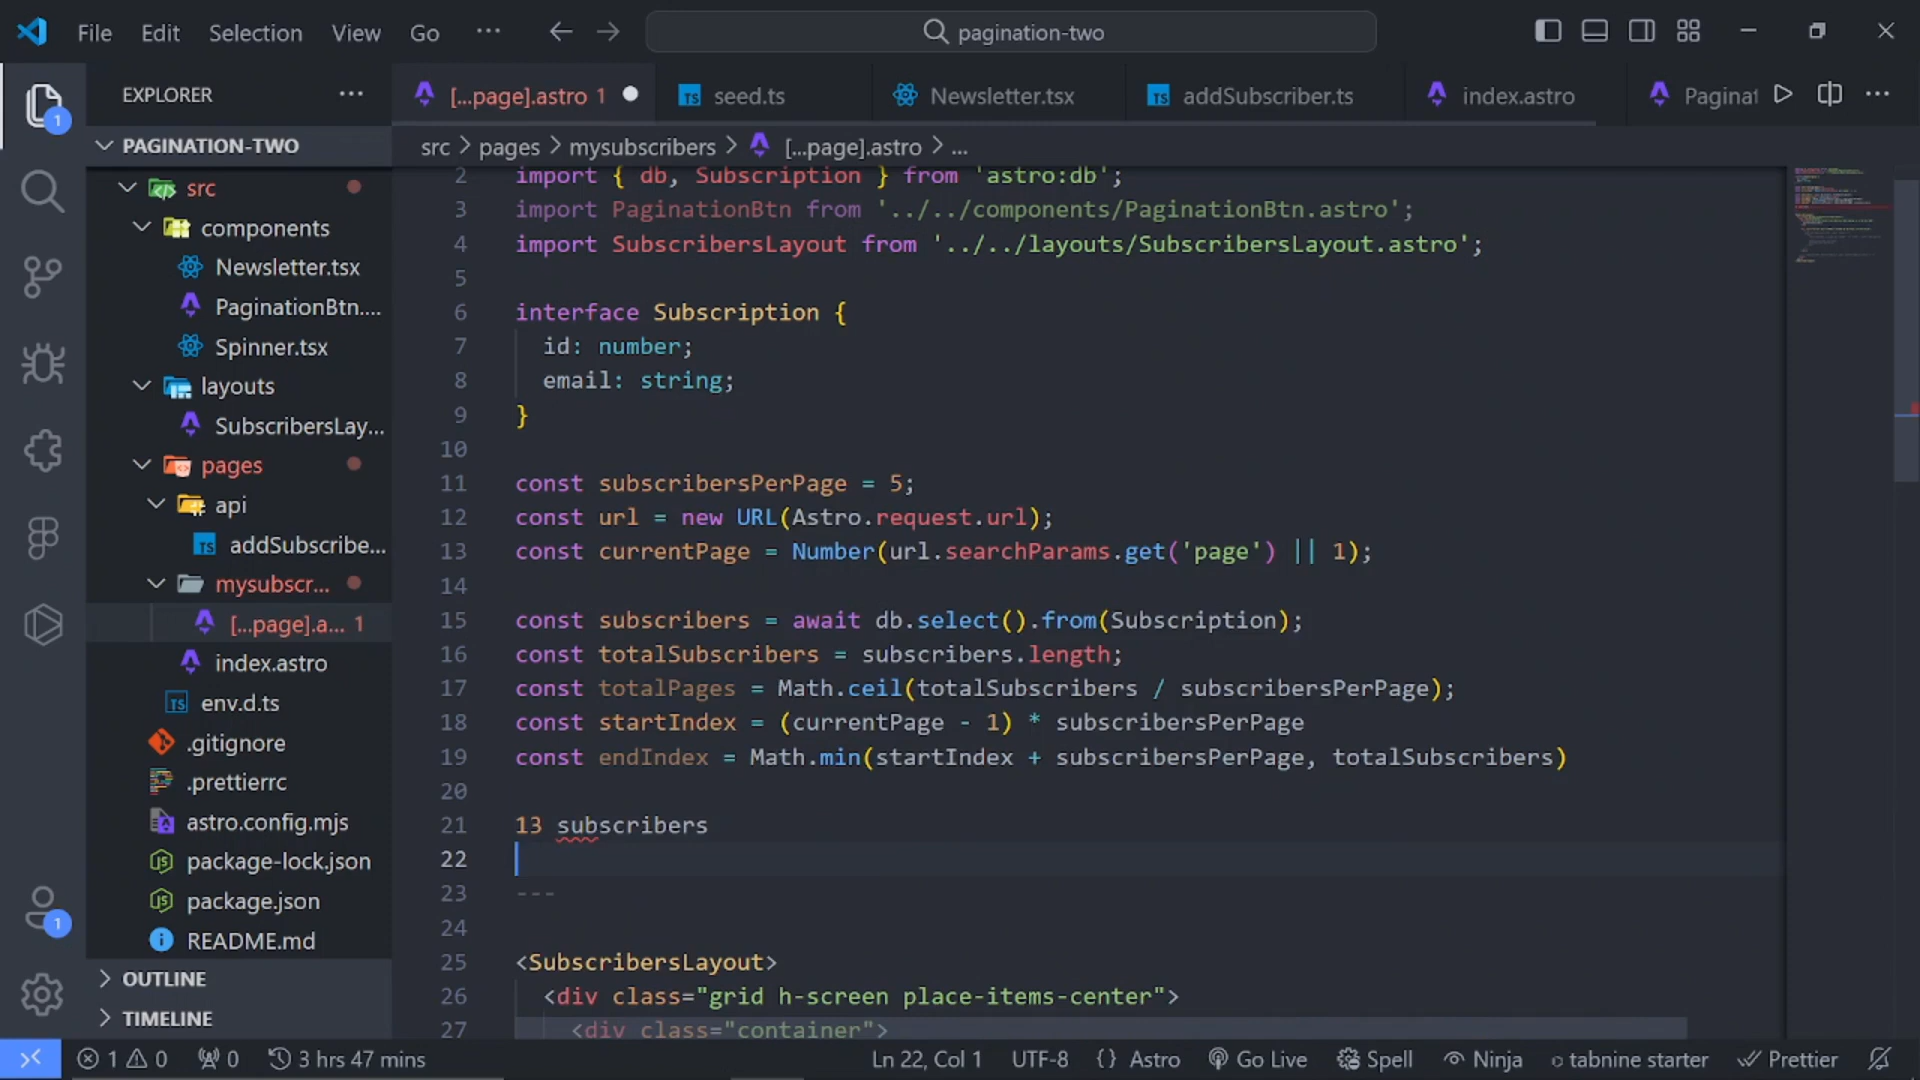 File Edit Selection View Go ··· pagination-two
EXPLORER ···
[...page].astro 1 seed.ts Newsletter.tsx addSubscriber.ts index.astro Paginat ···
1
PAGINATION-TWO
src > pages > mysubscribers > [...page].astro > ...
src
components
Newsletter.tsx
PaginationBtn....
Spinner.tsx
layouts
SubscribersLay...
pages
api
addSubscribe...
mysubscr...
[...page].a... 1
index.astro
env.d.ts
.gitignore
.prettierrc
astro.config.mjs
package-lock.json
package.json
README.md
OUTLINE
TIMELINE
1
2 import { db, Subscription } from 'astro:db';
3 import PaginationBtn from '../../components/PaginationBtn.astro';
4 import SubscribersLayout from '../../layouts/SubscribersLayout.astro';
5
6 interface Subscription {
7 id: number;
8 email: string;
9 }
10
11 const subscribersPerPage = 5;
12 const url = new URL(Astro.request.url);
13 const currentPage = Number(url.searchParams.get('page') || 1);
14
15 const subscribers = await db.select().from(Subscription);
16 const totalSubscribers = subscribers.length;
17 const totalPages = Math.ceil(totalSubscribers / subscribersPerPage);
18 const startIndex = (currentPage - 1) * subscribersPerPage
19 const endIndex = Math.min(startIndex + subscribersPerPage, totalSubscribers)
20
21 13 subscribers
22
23 ---
24
25 <SubscribersLayout>
26 <div class="grid h-screen place-items-center">
27 <div class="container">
1 0 0 3 hrs 47 mins Ln 22, Col 1 UTF-8 {} Astro Go Live Spell Ninja tabnine starter Prettier